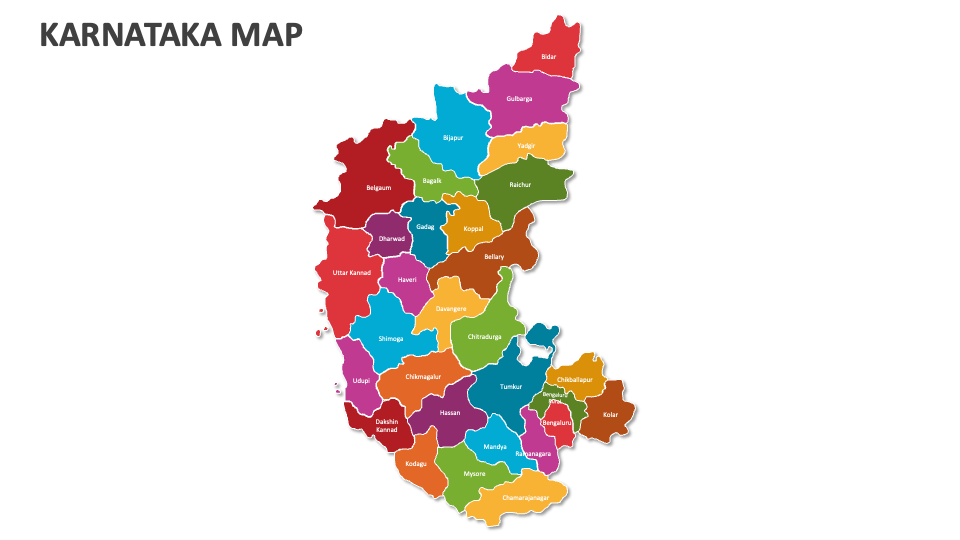 KARNATAKA MAP
Bidar
Gulbarga
Bijapur
Yadgir
Bagalk
Raichur
Belgaum
Gadag
Koppal
Dharwad
Bellary
Uttar Kannad
Haveri
Davangere
Shimoga
Chitradurga
Chikmagalur
Udupi
Tumkur
Chikballapur
Bengaluru
Rural
Hassan
Kolar
Dakshin
Kannad
Bengaluru
Mandya
Ramanagara
Kodagu
Mysore
Chamarajanagar